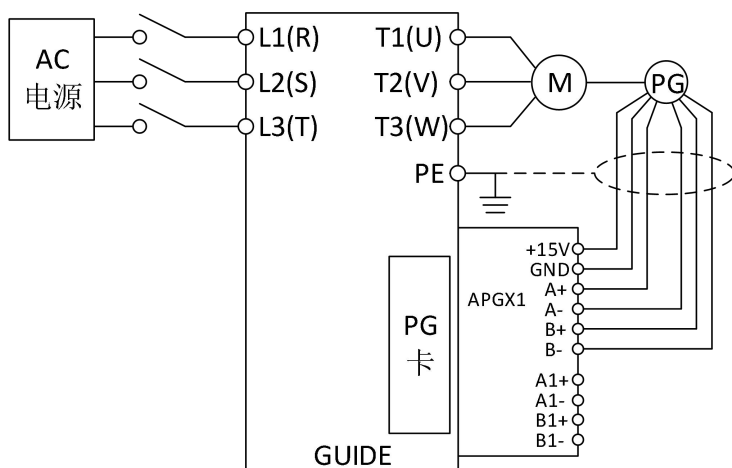 AC
电源
L1(R)
L2(S)
L3(T)
T1(U)
T2(V)
T3(W)
PE
M
PG
+15V
GND
A+
A-
B+
B-
A1+
A1-
B1+
B1-
APGX1
PG
卡
GUIDE